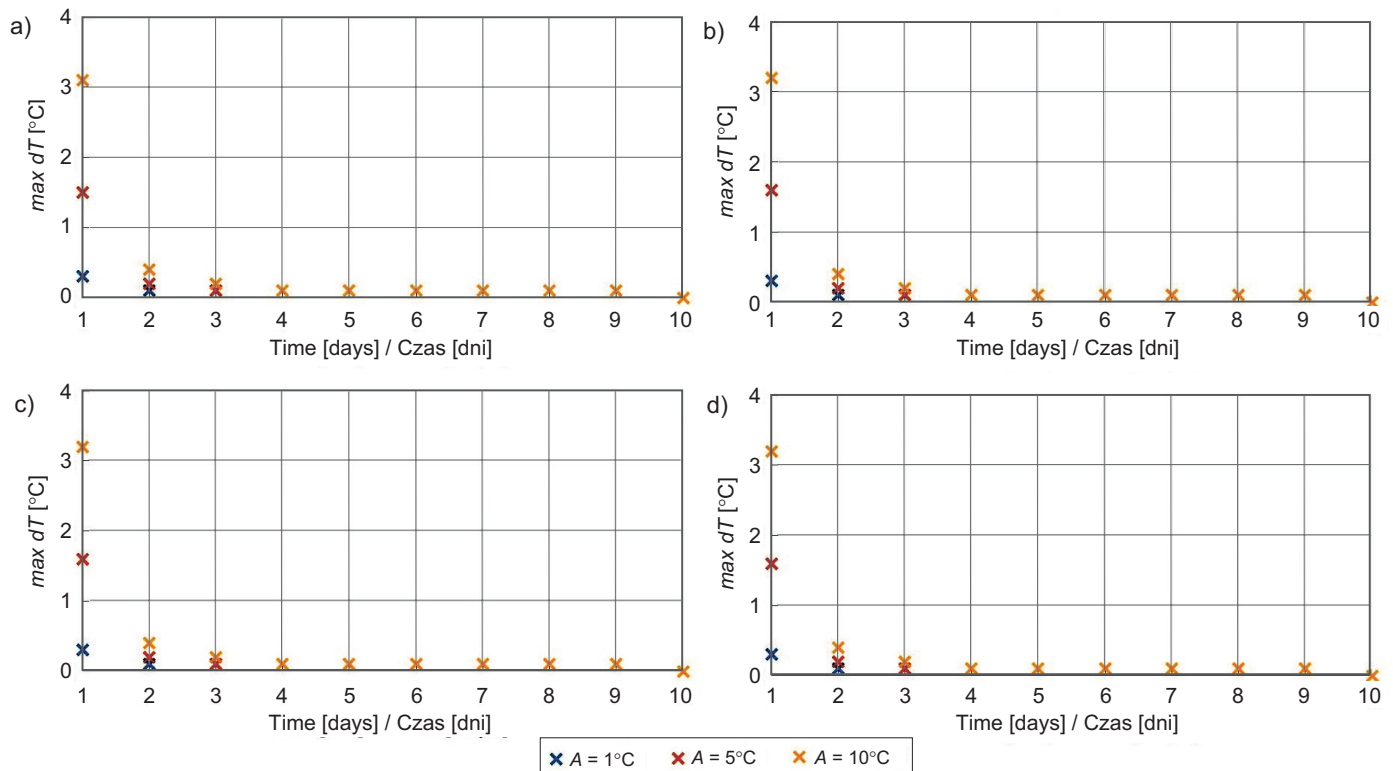 a)
4
3
2
1
0
max dT [°C]
1 2 3 4 5 6 7 8 9 10
Time [days] / Czas [dni]
b)
4
3
2
1
0
max dT [°C]
1 2 3 4 5 6 7 8 9 10
Time [days] / Czas [dni]
c)
4
3
2
1
0
max dT [°C]
1 2 3 4 5 6 7 8 9 10
Time [days] / Czas [dni]
d)
4
3
2
1
0
max dT [°C]
1 2 3 4 5 6 7 8 9 10
Time [days] / Czas [dni]
A = 1°C A = 5°C A = 10°C